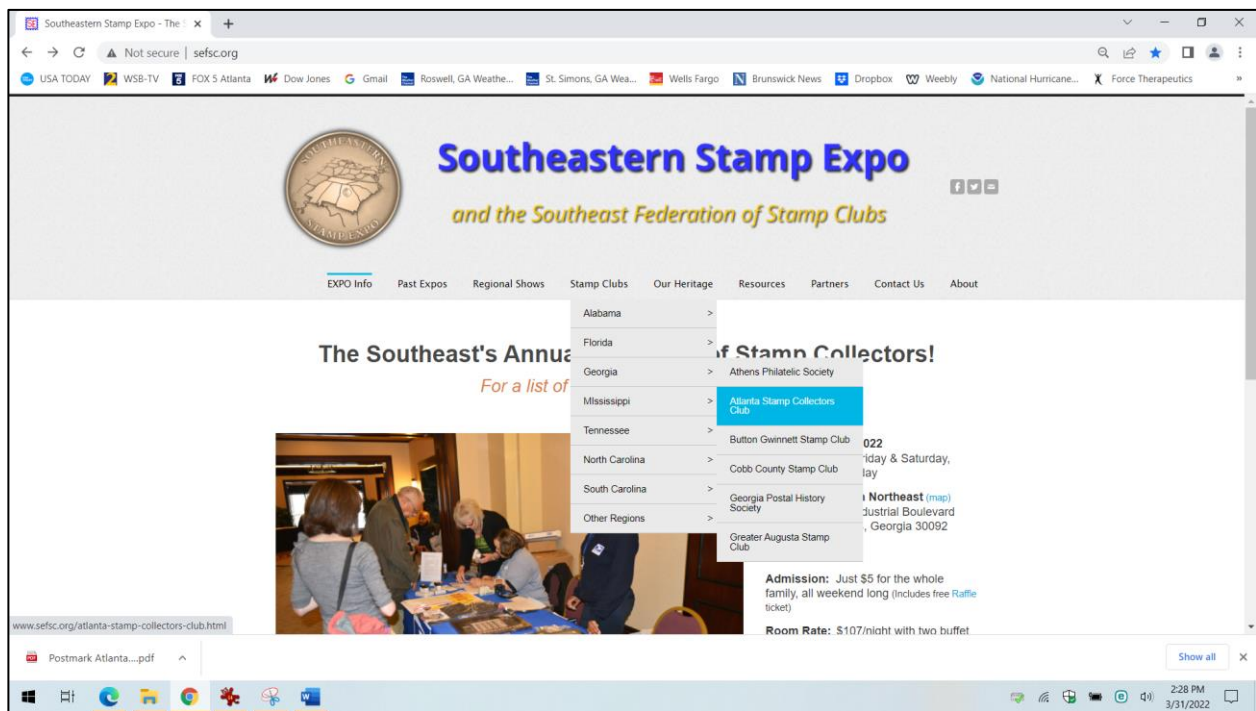 Southeastern Stamp Expo - The S
Not secure | sefsc.org
USA TODAY
WSB-TV
FOX 5 Atlanta
Dow Jones
Gmail
Roswell, GA Weathe...
St. Simons, GA Wea...
Wells Fargo
Brunswick News
Dropbox
Weebly
National Hurricane...
Force Therapeutics
»
SOUTHEASTERN
STAMP EXPO
Southeastern Stamp Expo
and the Southeast Federation of Stamp Clubs
EXPO Info
Past Expos
Regional Shows
Stamp Clubs
Our Heritage
Resources
Partners
Contact Us
About
Alabama >
Florida >
Georgia >
MIssissippi >
Tennessee >
North Carolina >
South Carolina >
Other Regions >
Athens Philatelic Society
Atlanta Stamp Collectors
Club
Button Gwinnett Stamp Club
Cobb County Stamp Club
Georgia Postal History
Society
Greater Augusta Stamp
Club
The Southeast's Annua
of Stamp Collectors!
For a list of
022
riday & Saturday,
lay
Northeast (map)
dustrial Boulevard
, Georgia 30092
Admission: Just $5 for the whole
family, all weekend long (Includes free Raffle
ticket)
Room Rate: $107/night with two buffet
www.sefsc.org/atlanta-stamp-collectors-club.html
Postmark Atlanta....pdf
Show all
2:28 PM
3/31/2022